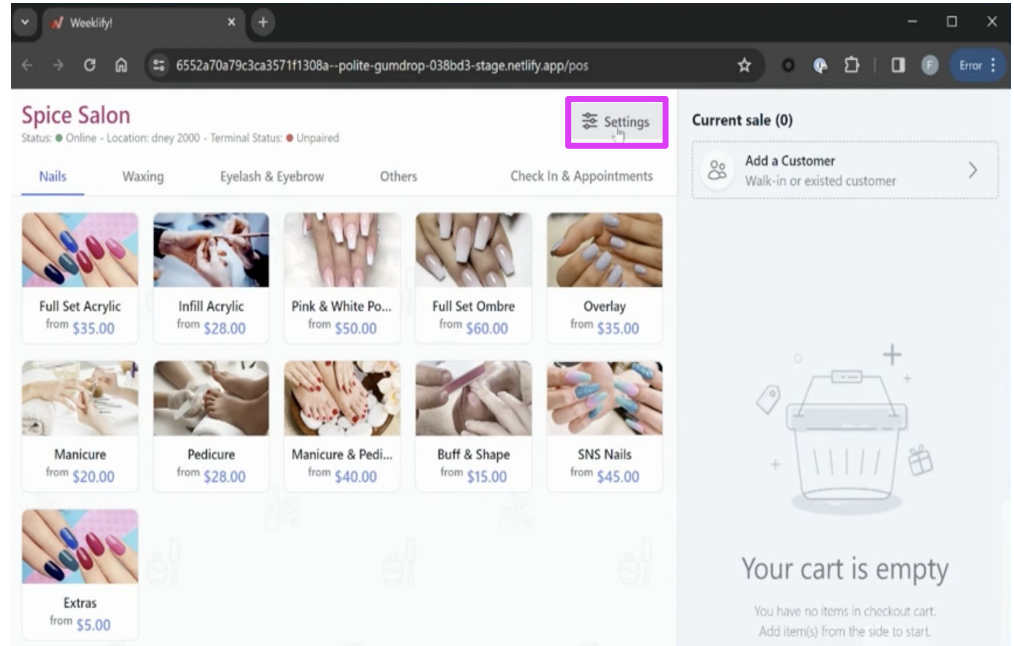 Weeklify!
6552a70a79c3ca3571f1308a--polite-gumdrop-038bd3-stage.netlify.app/pos
F
Error
Spice Salon
Status: Online - Location: dney 2000 - Terminal Status: Unpaired
Settings
Nails Waxing Eyelash & Eyebrow Others Check In & Appointments
Full Set Acrylic
from $35.00
Infill Acrylic
from $28.00
Pink & White Po...
from $50.00
Full Set Ombre
from $60.00
Overlay
from $35.00
Manicure
from $20.00
Pedicure
from $28.00
Manicure & Pedi...
from $40.00
Buff & Shape
from $15.00
SNS Nails
from $45.00
Extras
from $5.00
Current sale (0)
Add a Customer
Walk-in or existed customer
Your cart is empty
You have no items in checkout cart.
Add item(s) from the side to start.